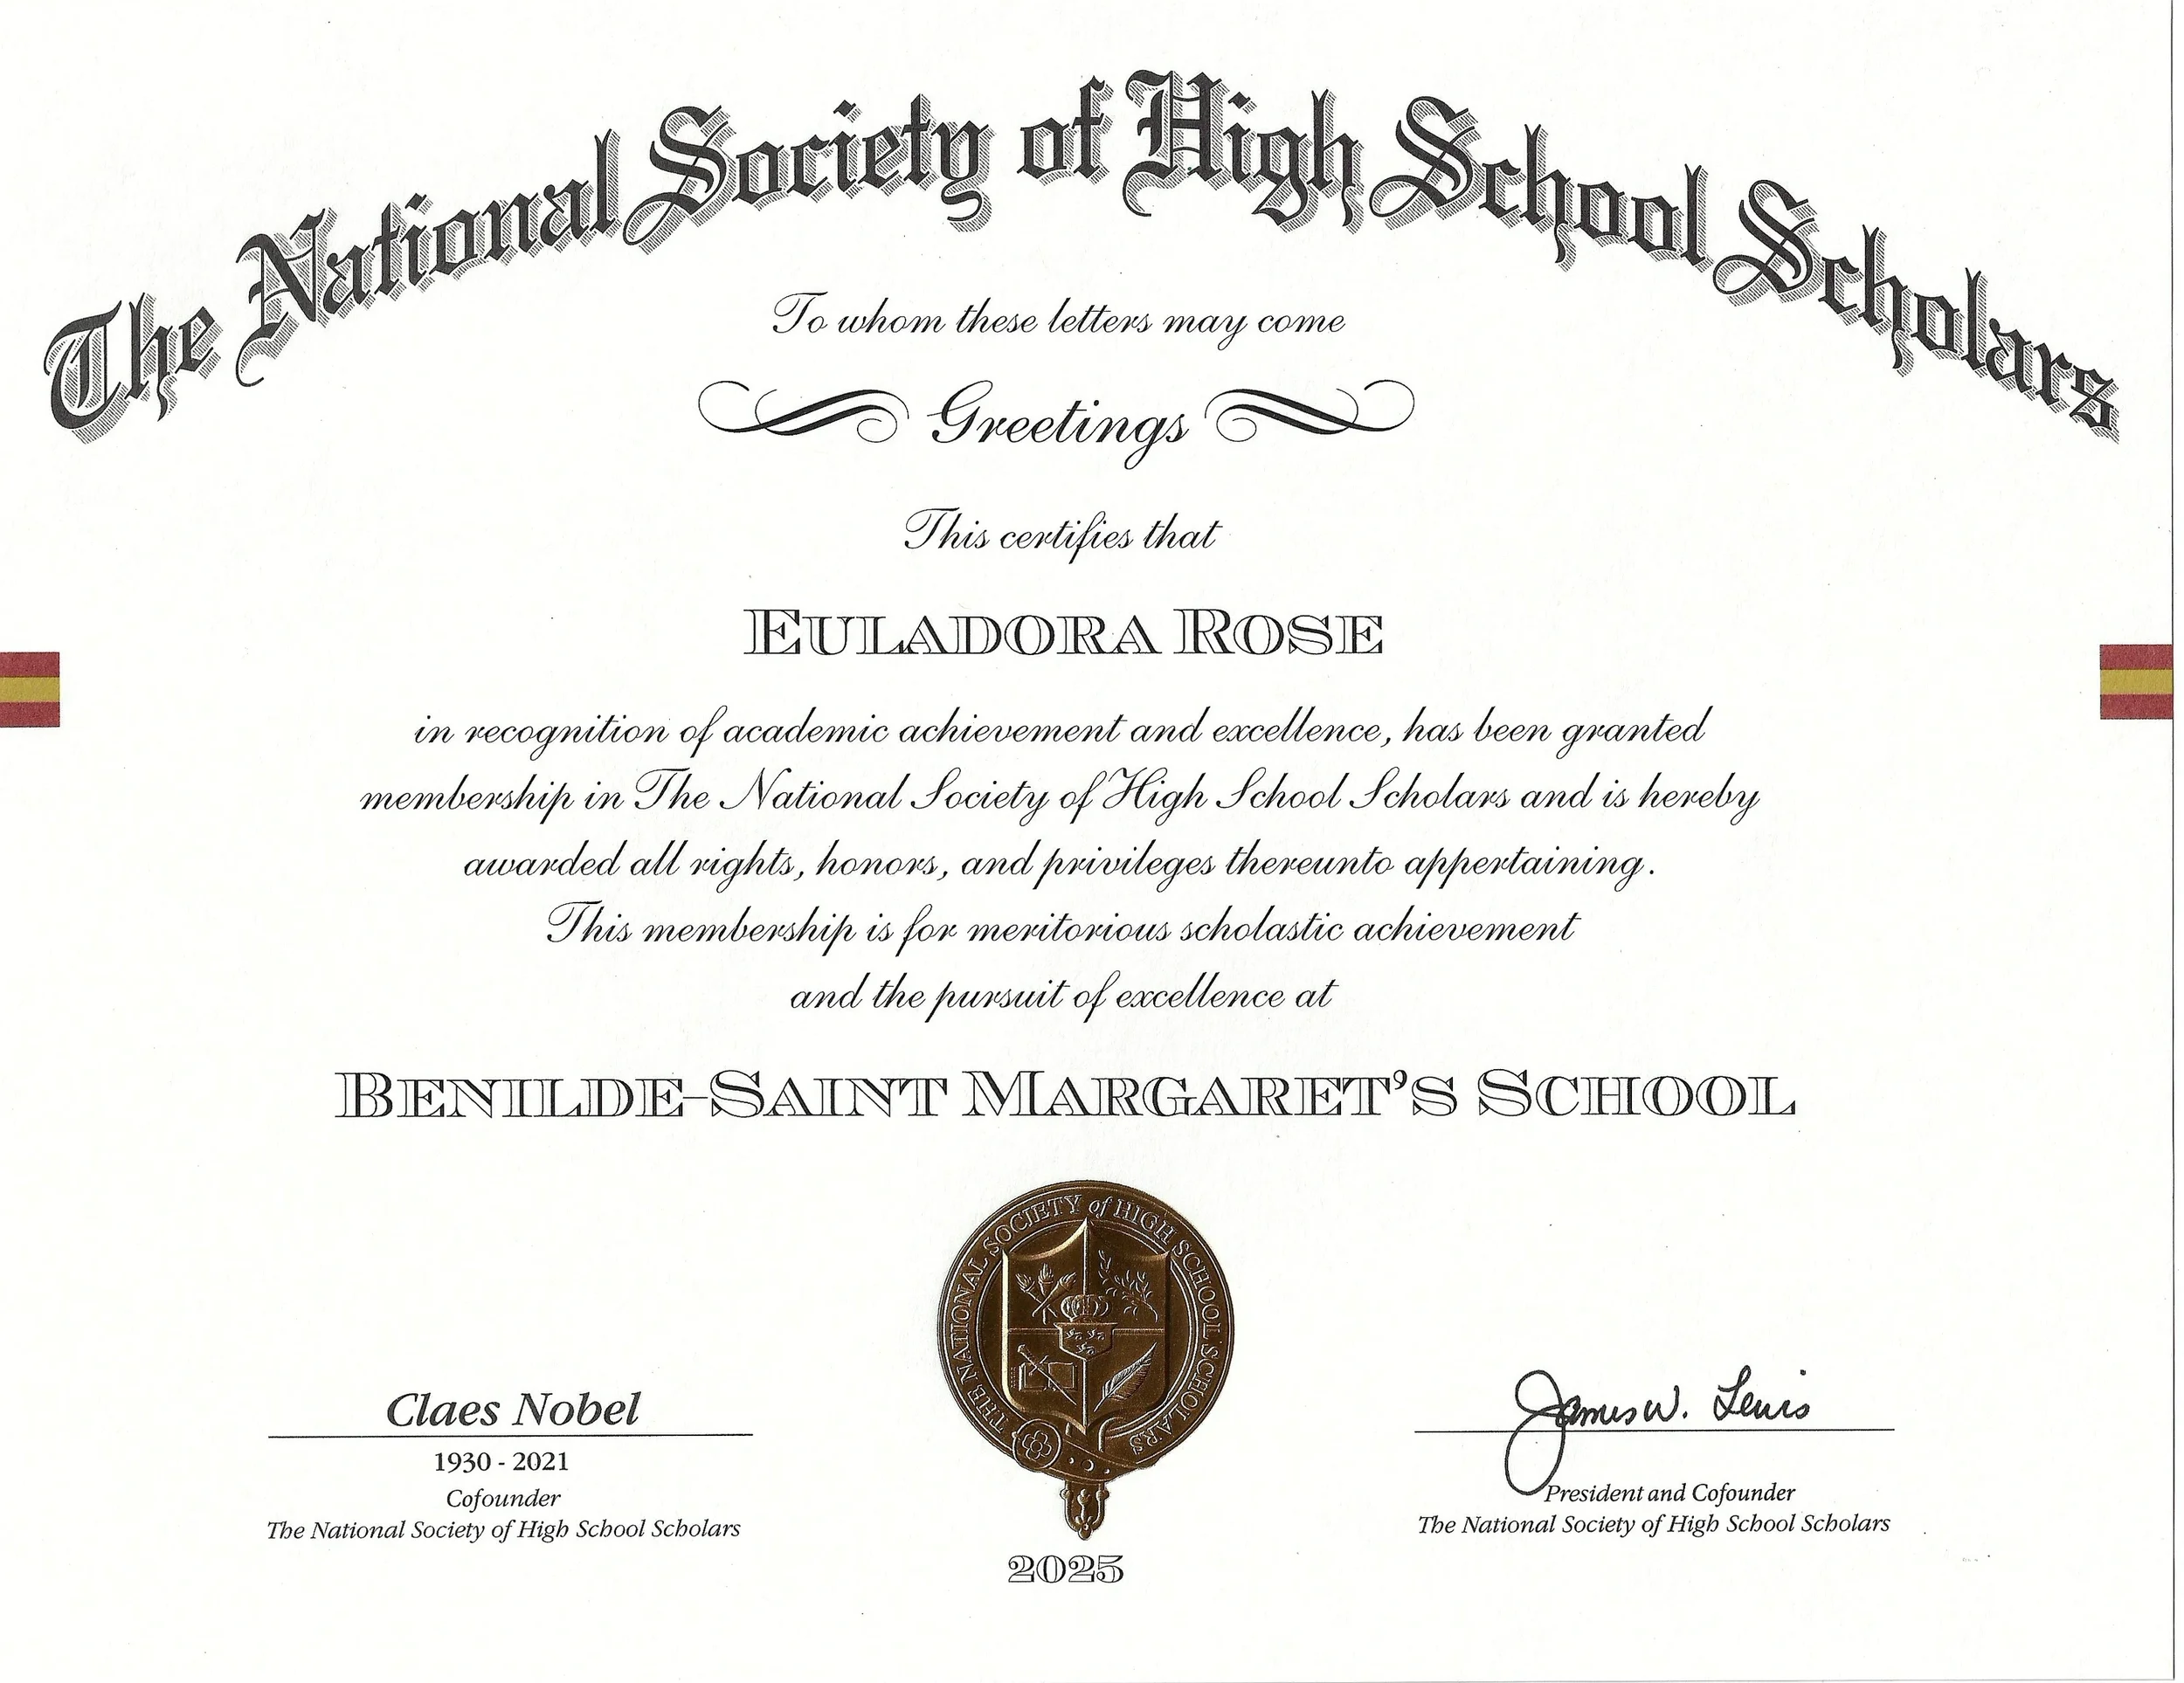 The National Society of High School Scholars
To whom these letters may come
Greetings
This certifies that
EULADORA ROSE
in recognition of academic achievement and excellence, has been granted
membership in The National Society of High School Scholars and is hereby
awarded all rights, honors, and privileges thereunto appertaining.
This membership is for meritorious scholastic achievement
and the pursuit of excellence at
BENILDE-SAINT MARGARET'S SCHOOL
THE NATIONAL SOCIETY of HIGH SCHOOL SCHOLARS
Claes Nobel
1930 - 2021
Cofounder
The National Society of High School Scholars
James W. Lewis
President and Cofounder
The National Society of High School Scholars
2025